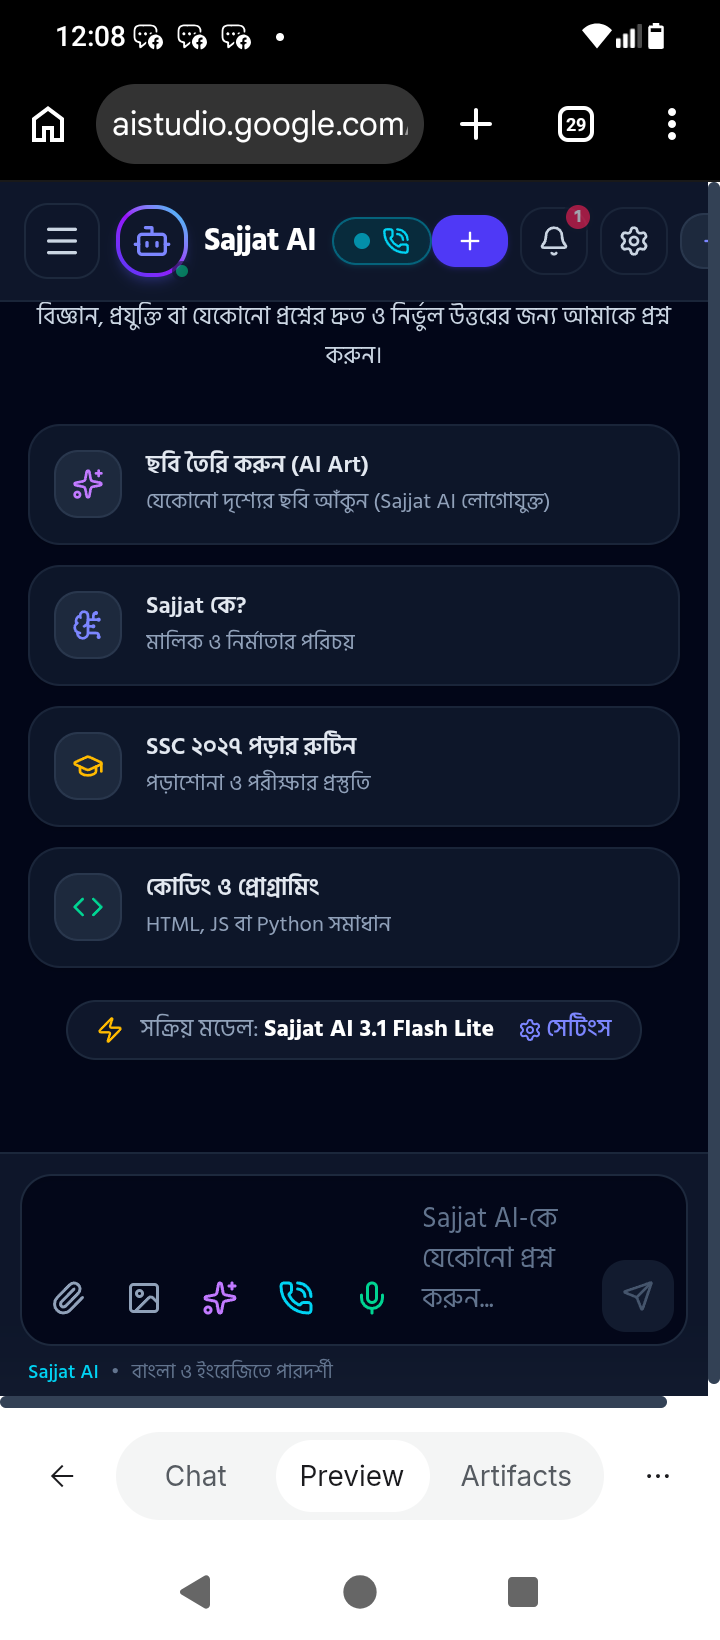 12:08
aistudio.google.com/
29
Sajjat AI
1
বিজ্ঞান, প্রযুক্তি বা যেকোনো প্রশ্নের দ্রুত ও নির্ভুল উত্তরের জন্য আমাকে প্রশ্ন
করুন।
ছবি তৈরি করুন (AI Art)
যেকোনো দৃশ্যের ছবি আঁকুন (Sajjat AI লোগোযুক্ত)
Sajjat কে?
মালিক ও নির্মাতার পরিচয়
SSC ২০২৭ পড়ার রুটিন
পড়াশোনা ও পরীক্ষার প্রস্তুতি
কোডিং ও প্রোগ্রামিং
HTML, JS বা Python সমাধান
সক্রিয় মডেল: Sajjat AI 3.1 Flash Lite সেটিংস
Sajjat AI-কে
যেকোনো প্রশ্ন
করুন...
Sajjat AI • বাংলা ও ইংরেজিতে পারদর্শী
Chat Preview Artifacts